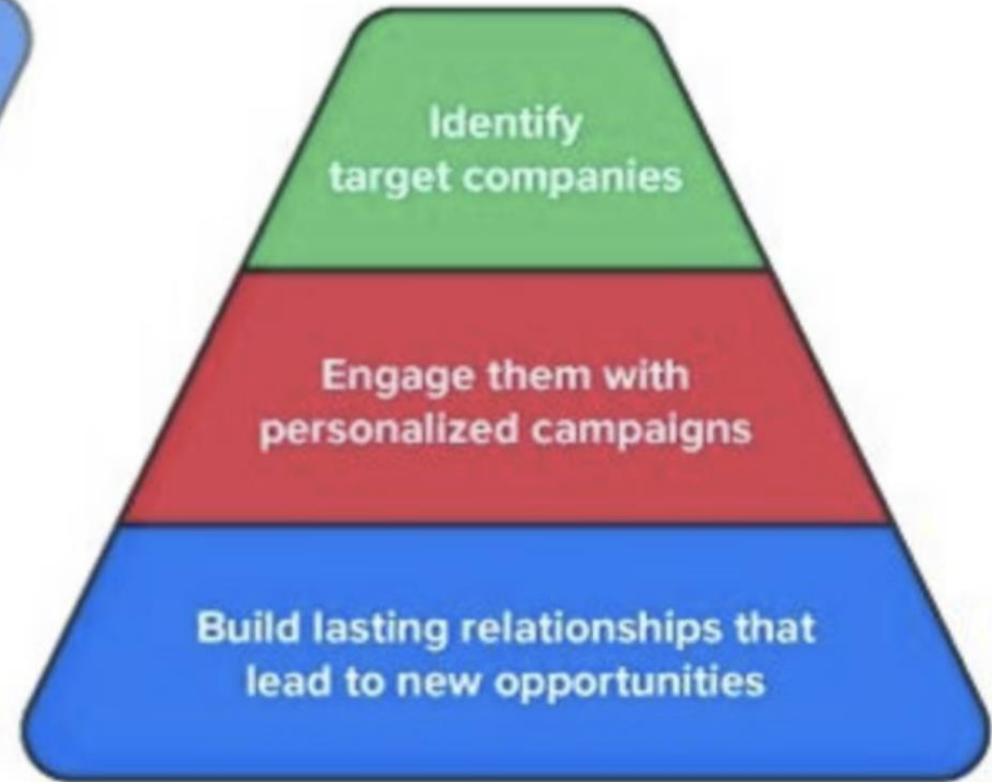 Identify
target companies
Engage them with
personalized campaigns
Build lasting relationships that
lead to new opportunities